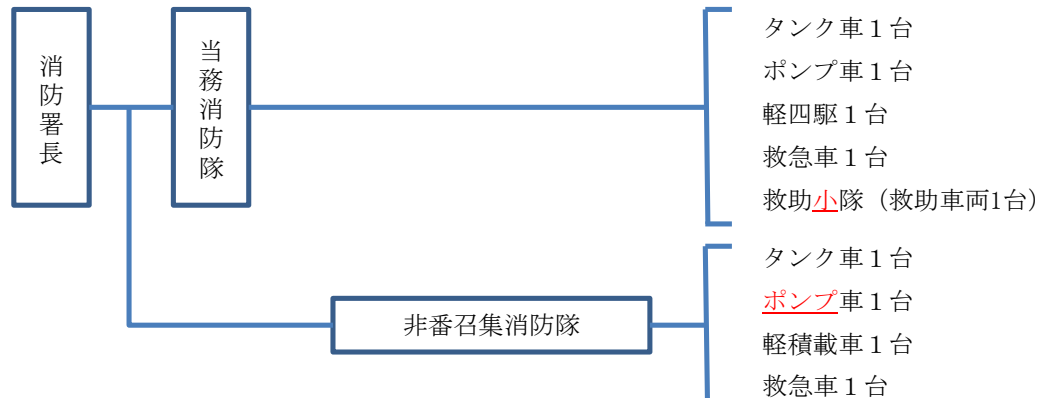 消防署長
当務消防隊
タンク車１台
ポンプ車１台
軽四駆１台
救急車１台
救助小隊（救助車両1台）
非番召集消防隊
タンク車１台
ポンプ車１台
軽積載車１台
救急車１台